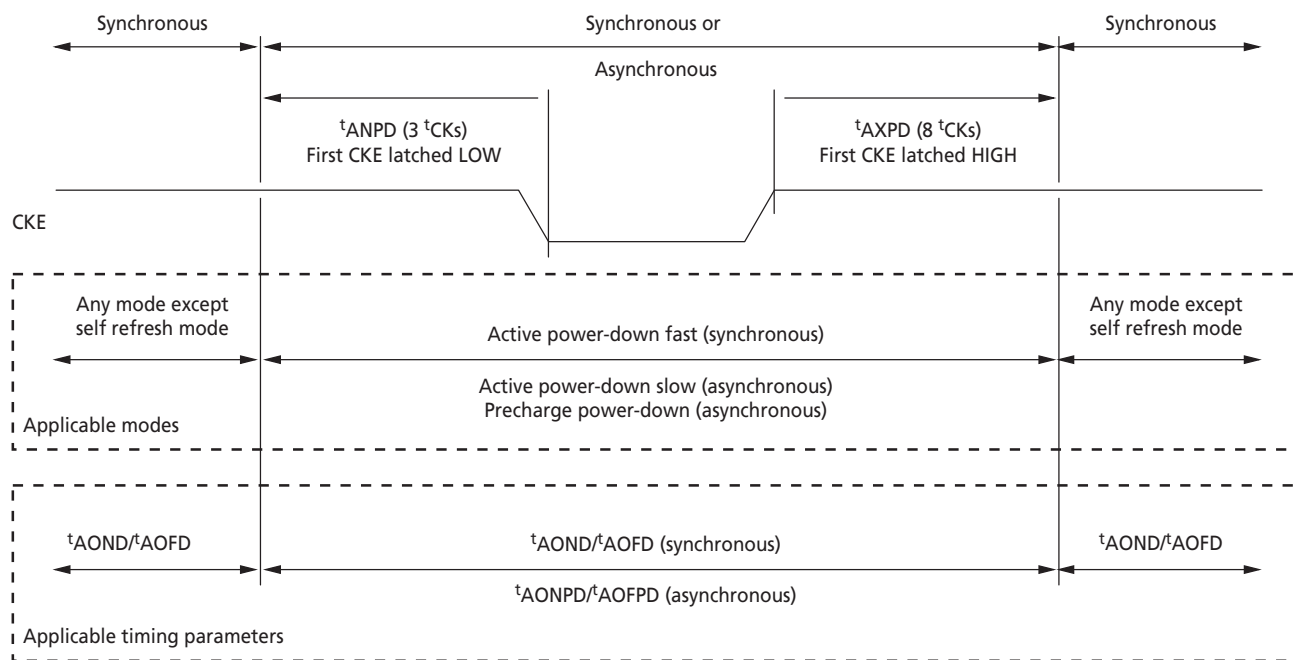 Synchronous
Synchronous or
Synchronous
Asynchronous
tANPD (3 tCKs)
First CKE latched LOW
tAXPD (8 tCKs)
First CKE latched HIGH
CKE
Any mode except
self refresh mode
Active power-down fast (synchronous)
Any mode except
self refresh mode
Active power-down slow (asynchronous)
Precharge power-down (asynchronous)
Applicable modes
tAOND/tAOFD
tAOND/tAOFD (synchronous)
tAOND/tAOFD
tAONPD/tAOFPD (asynchronous)
Applicable timing parameters